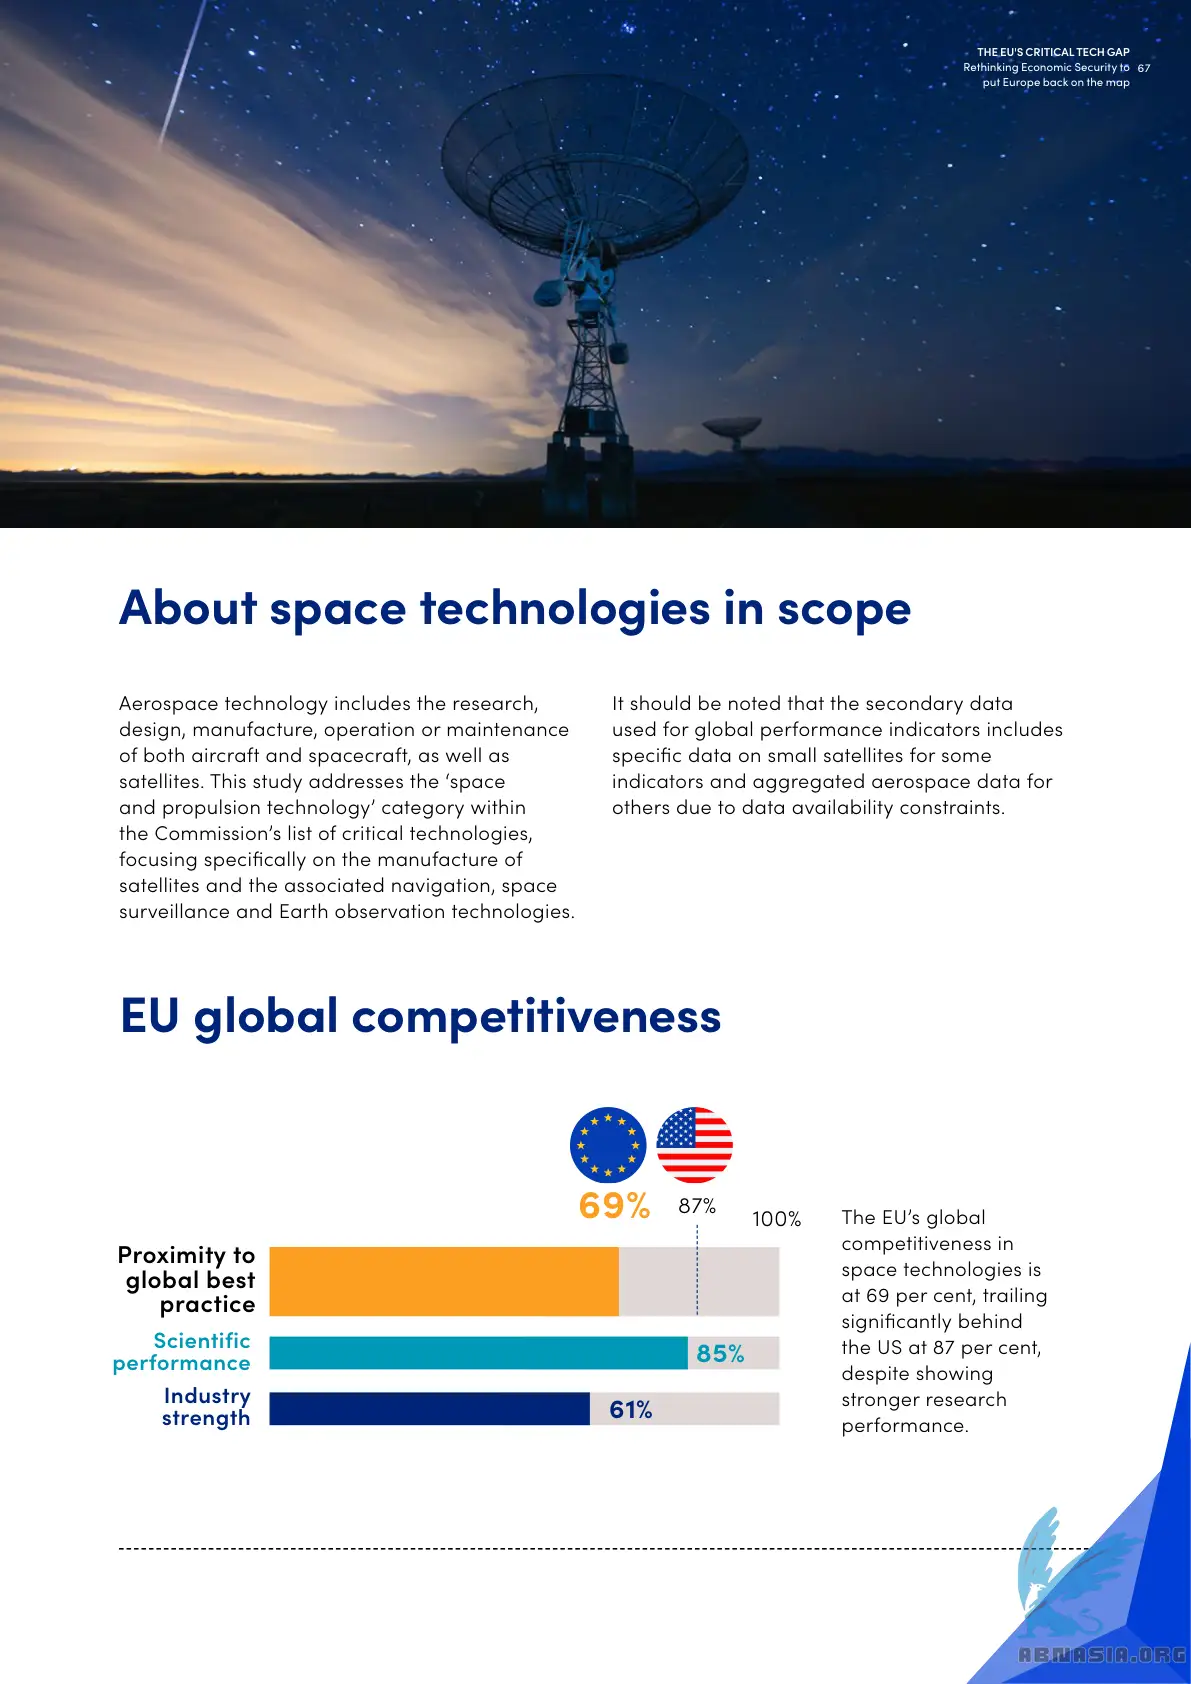 THE EU'S CRITICAL TECH GAP
Rethinking Economic Security to 67
put Europe back on the map
About space technologies in scope
Aerospace technology includes the research,
design, manufacture, operation or maintenance
of both aircraft and spacecraft, as well as
satellites. This study addresses the ‘space
and propulsion technology’ category within
the Commission’s list of critical technologies,
focusing specifically on the manufacture of
satellites and the associated navigation, space
surveillance and Earth observation technologies.
It should be noted that the secondary data
used for global performance indicators includes
specific data on small satellites for some
indicators and aggregated aerospace data for
others due to data availability constraints.
EU global competitiveness
69%
87%
100%
Proximity to
global best
practice
Scientific
performance
85%
Industry
strength
61%
The EU’s global
competitiveness in
space technologies is
at 69 per cent, trailing
significantly behind
the US at 87 per cent,
despite showing
stronger research
performance.
ABNASIA.ORG